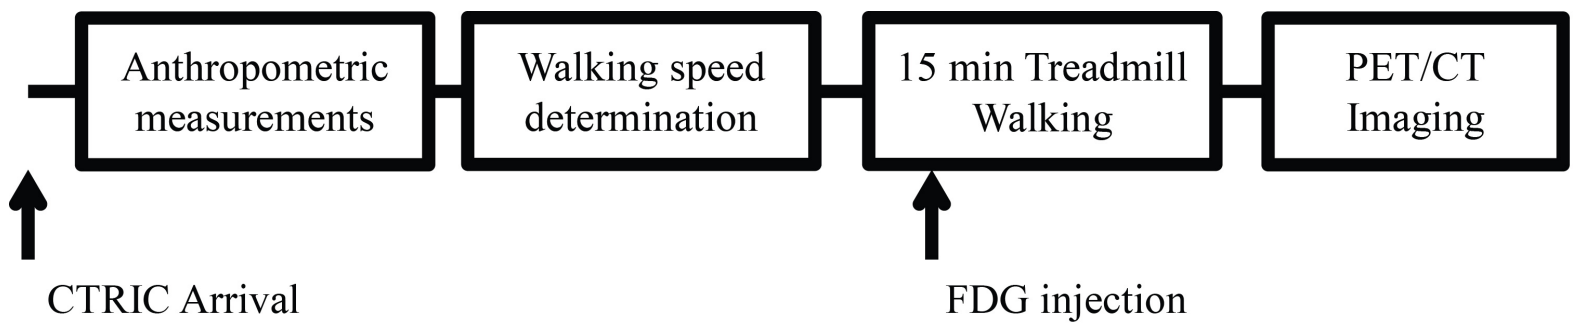 Anthropometric
measurements
Walking speed
determination
15 min Treadmill
Walking
PET/CT
Imaging
CTRIC Arrival
FDG injection